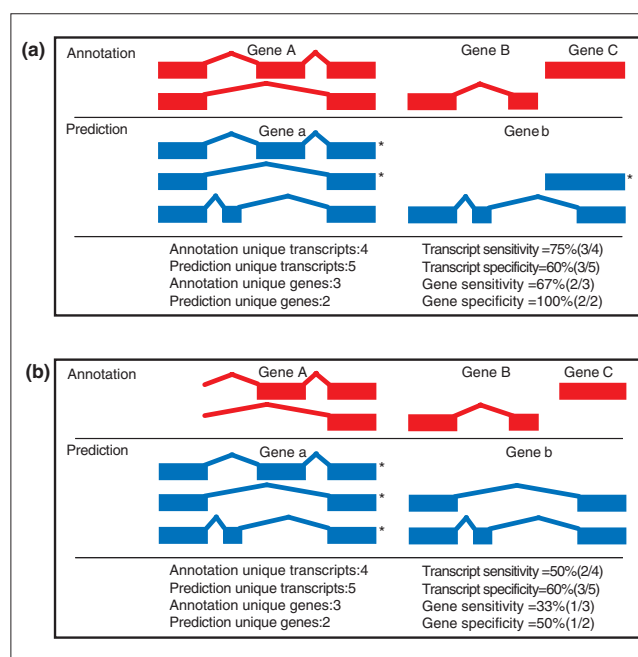 (a)
Annotation Gene A Gene B Gene C
Prediction Gene a Gene b
*
* *
Annotation unique transcripts:4 Transcript sensitivity =75%(3/4)
Prediction unique transcripts:5 Transcript specificity=60%(3/5)
Annotation unique genes:3 Gene sensitivity =67%(2/3)
Prediction unique genes:2 Gene specificity =100%(2/2)
(b)
Annotation Gene A Gene B Gene C
Prediction Gene a Gene b
*
*
*
Annotation unique transcripts:4 Transcript sensitivity =50%(2/4)
Prediction unique transcripts:5 Transcript specificity=60%(3/5)
Annotation unique genes:3 Gene sensitivity =33%(1/3)
Prediction unique genes:2 Gene specificity =50%(1/2)